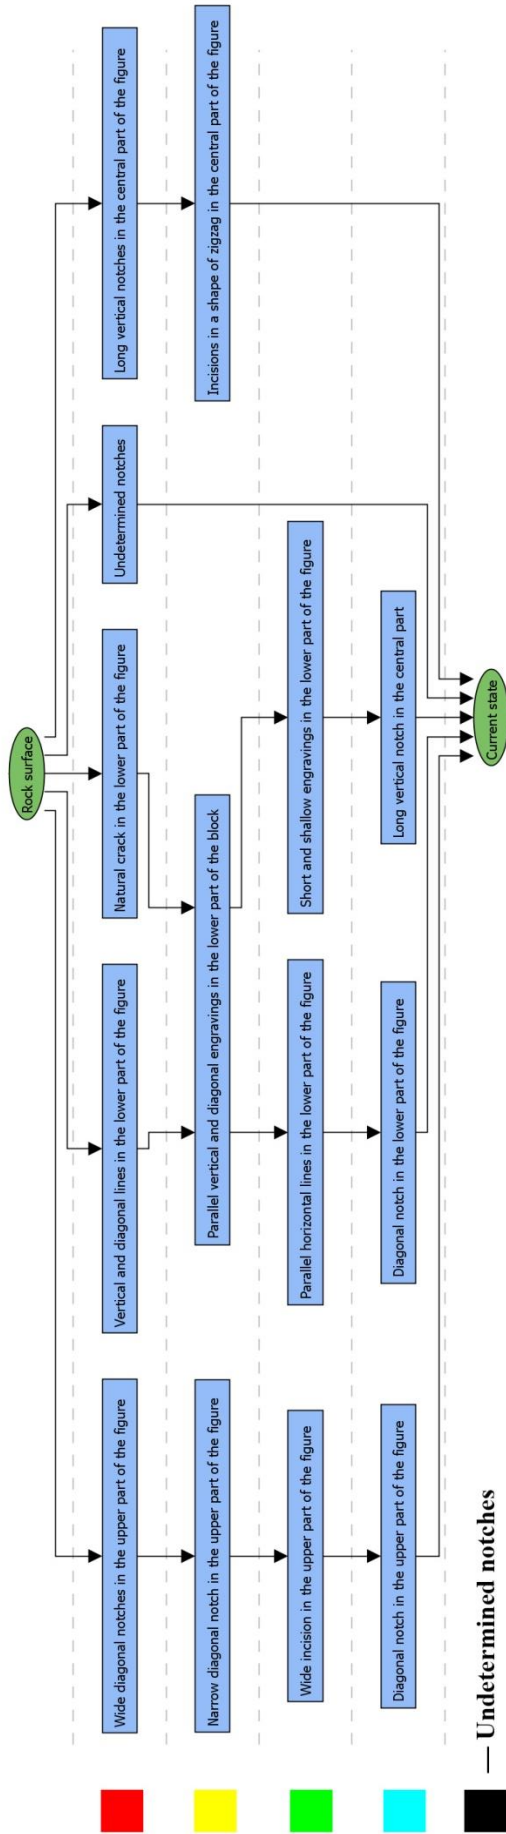 Rock surface
Wide diagonal notches in the upper part of the figure
Vertical and diagonal lines in the lower part of the figure
Natural crack in the lower part of the figure
Undetermined notches
Long vertical notches in the central part of the figure
Narrow diagonal notch in the upper part of the figure
Parallel vertical and diagonal engravings in the lower part of the block
Incisions in a shape of zigzag in the central part of the figure
Wide incision in the upper part of the figure
Parallel horizontal lines in the lower part of the figure
Short and shallow engravings in the lower part of the figure
Diagonal notch in the upper part of the figure
Diagonal notch in the lower part of the figure
Long vertical notch in the central part
Current state
— Undetermined notches